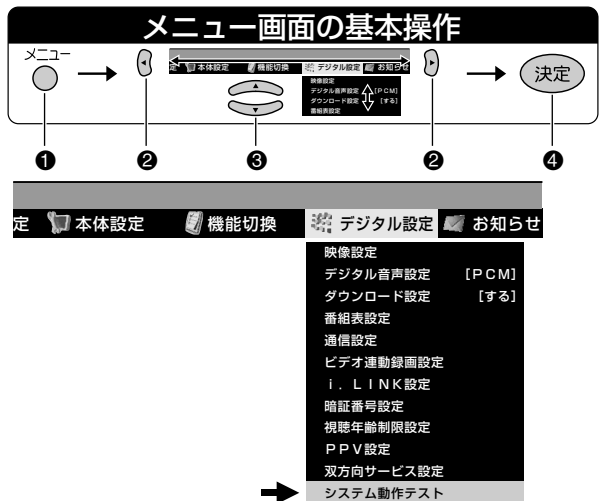 メニュー画面の基本操作
メニュー
定 本体設定 機能切換 デジタル設定 お知らせ
映像設定
デジタル音声設定 [PCM]
ダウンロード設定 [する]
番組表設定
決定
❶ ❷ ❸ ❷ ❹
定 本体設定 機能切換 デジタル設定 お知らせ
映像設定
デジタル音声設定 [PCM]
ダウンロード設定 [する]
番組表設定
通信設定
ビデオ連動録画設定
i.LINK設定
暗証番号設定
視聴年齢制限設定
PPV設定
双方向サービス設定
システム動作テスト